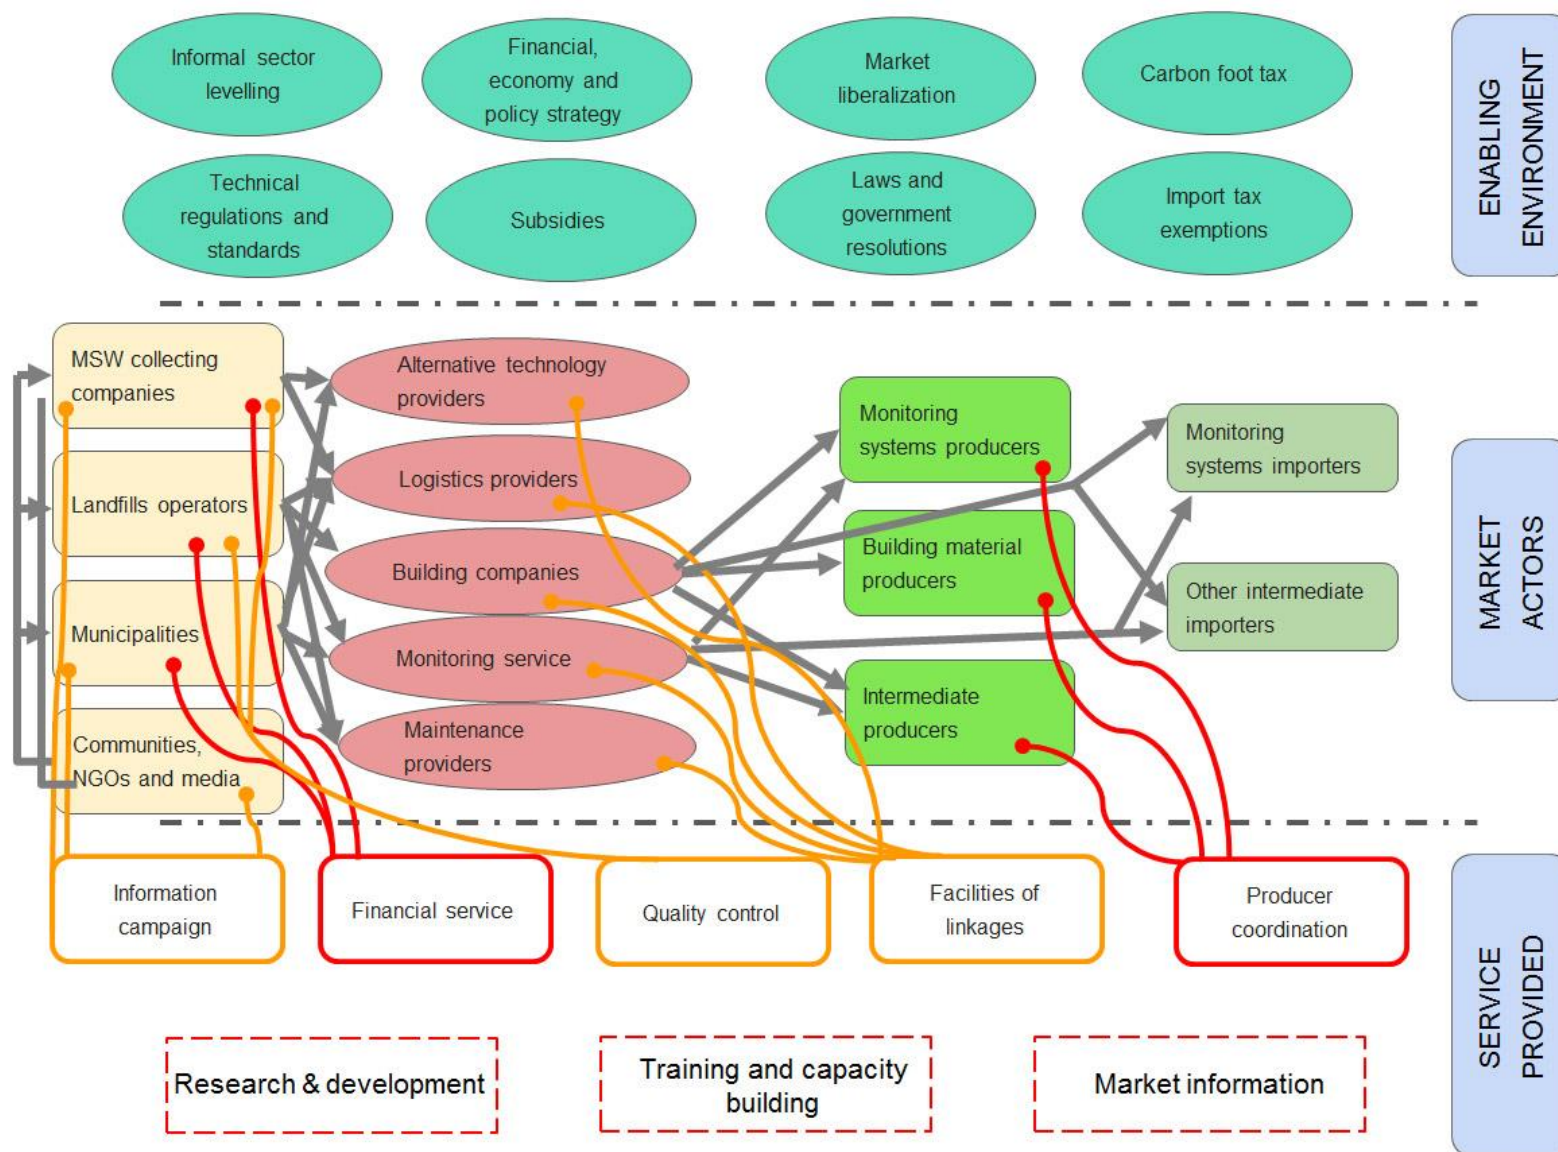 Informal sector
levelling
Financial,
economy and
policy strategy
Market
liberalization
Carbon foot tax
Technical
regulations and
standards
Subsidies
Laws and
government
resolutions
Import tax
exemptions
ENABLING
ENVIRONMENT
MSW collecting
companies
Landfills operators
Municipalities
Communities,
NGOs and media
Alternative technology
providers
Logistics providers
Building companies
Monitoring service
Maintenance
providers
Monitoring
systems producers
Building material
producers
Intermediate
producers
Monitoring
systems importers
Other intermediate
importers
MARKET
ACTORS
Information
campaign
Financial service
Quality control
Facilities of
linkages
Producer
coordination
Research & development
Training and capacity
building
Market information
SERVICE
PROVIDED